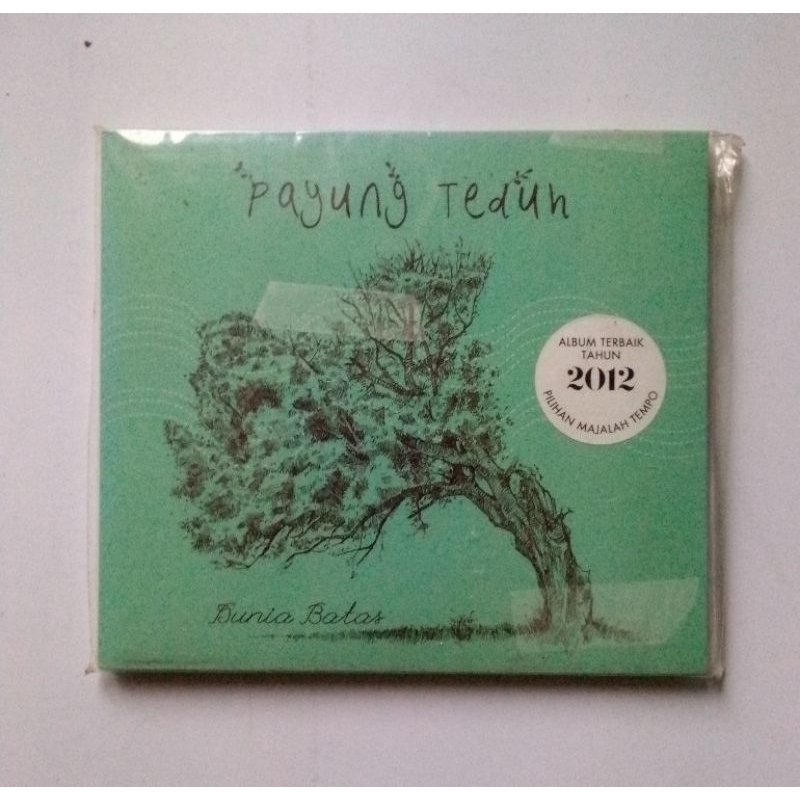 Payung Teduh
ALBUM TERBAIK
TAHUN
2012
PILIHAN MAJALAH TEMPO
Dunia Batas